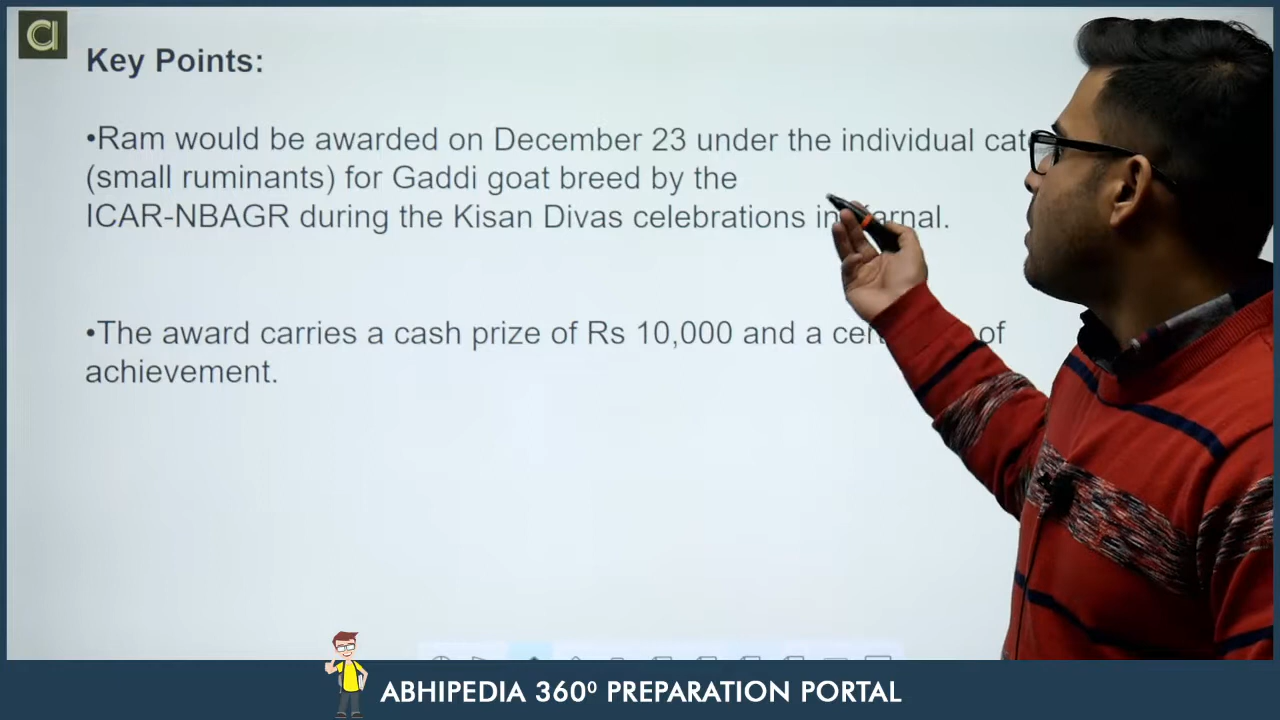 Key Points:
•Ram would be awarded on December 23 under the individual
(small ruminants) for Gaddi goat breed by the
ICAR-NBAGR during the Kisan Divas celebrations in
•The award carries a cash prize of Rs 10,000 and a of
achievement.
ABHIPEDIA 360⁰ PREPARATION PORTAL